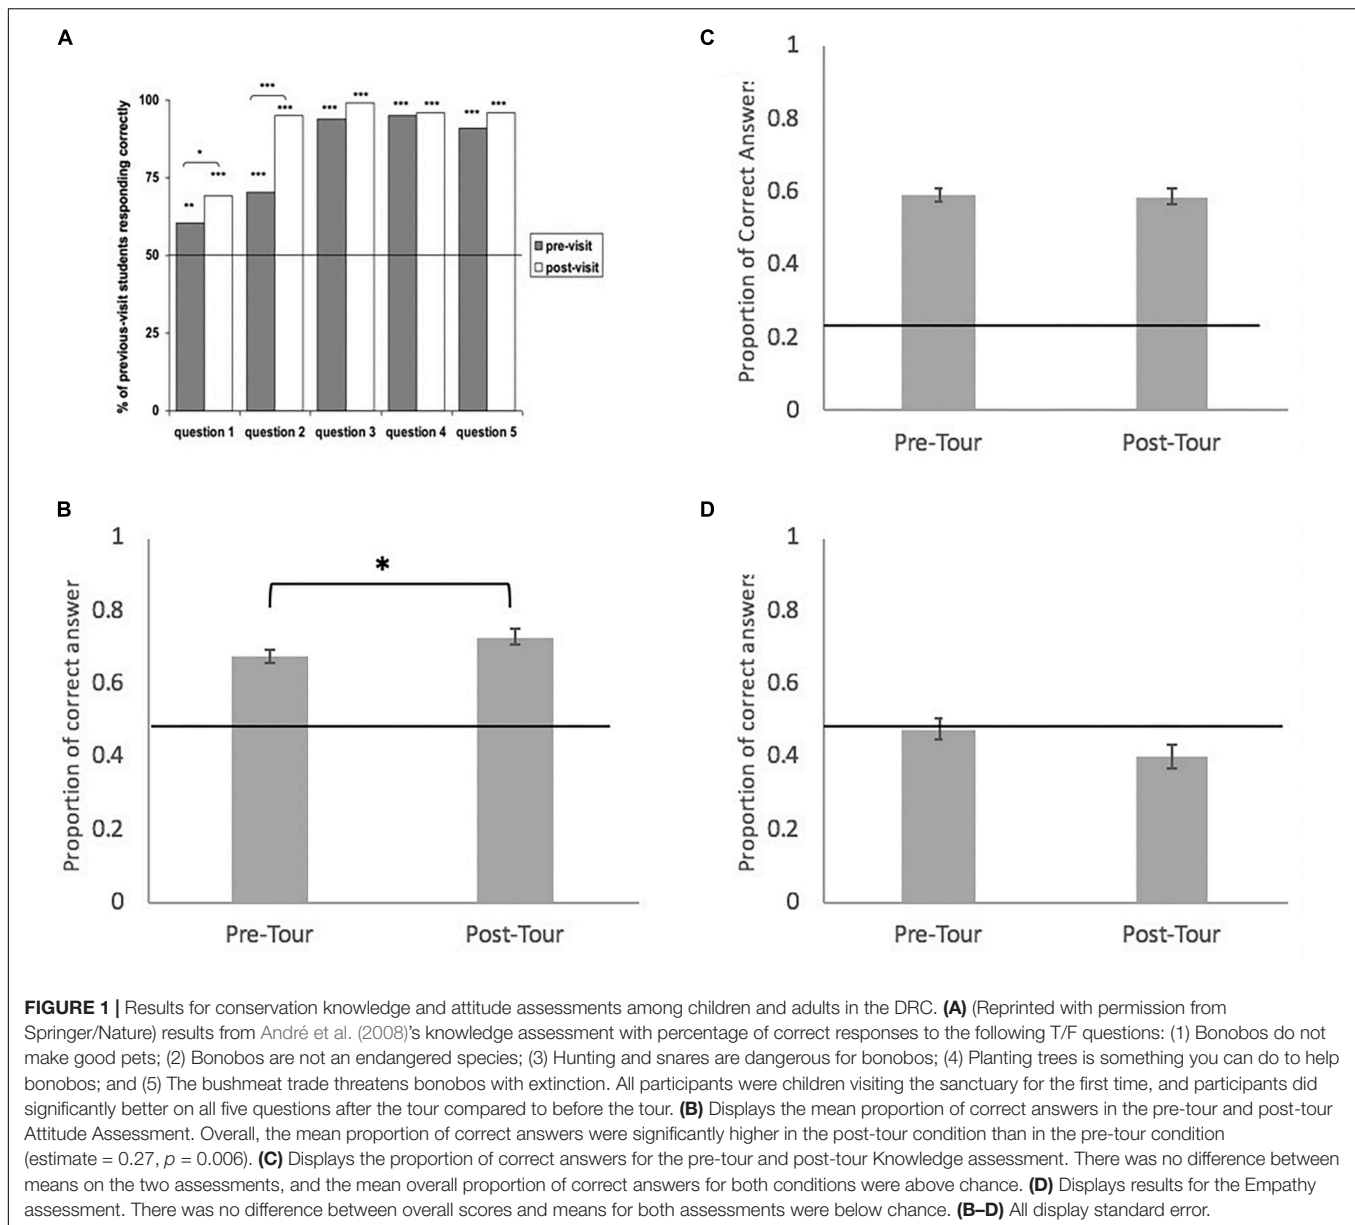 A
% of previous-visit students responding correctly
100
75
50
25
0
*
***
**
***
***
***
***
***
***
***
***
***
question 1 question 2 question 3 question 4 question 5
pre-visit
post-visit
C
Proportion of Correct Answers
1
0.8
0.6
0.4
0.2
0
Pre-Tour Post-Tour
B
Proportion of correct answer
1
0.8
0.6
0.4
0.2
0
*
Pre-Tour Post-Tour
D
Proportion of correct answers
1
0.8
0.6
0.4
0.2
0
Pre-Tour Post-Tour
FIGURE 1 | Results for conservation knowledge and attitude assessments among children and adults in the DRC. (A) (Reprinted with permission from
Springer/Nature) results from André et al. (2008)'s knowledge assessment with percentage of correct responses to the following T/F questions: (1) Bonobos do not
make good pets; (2) Bonobos are not an endangered species; (3) Hunting and snares are dangerous for bonobos; (4) Planting trees is something you can do to help
bonobos; and (5) The bushmeat trade threatens bonobos with extinction. All participants were children visiting the sanctuary for the first time, and participants did
significantly better on all five questions after the tour compared to before the tour. (B) Displays the mean proportion of correct answers in the pre-tour and post-tour
Attitude Assessment. Overall, the mean proportion of correct answers were significantly higher in the post-tour condition than in the pre-tour condition
(estimate = 0.27, p = 0.006). (C) Displays the proportion of correct answers for the pre-tour and post-tour Knowledge assessment. There was no difference between
means on the two assessments, and the mean overall proportion of correct answers for both conditions were above chance. (D) Displays results for the Empathy
assessment. There was no difference between overall scores and means for both assessments were below chance. (B–D) All display standard error.